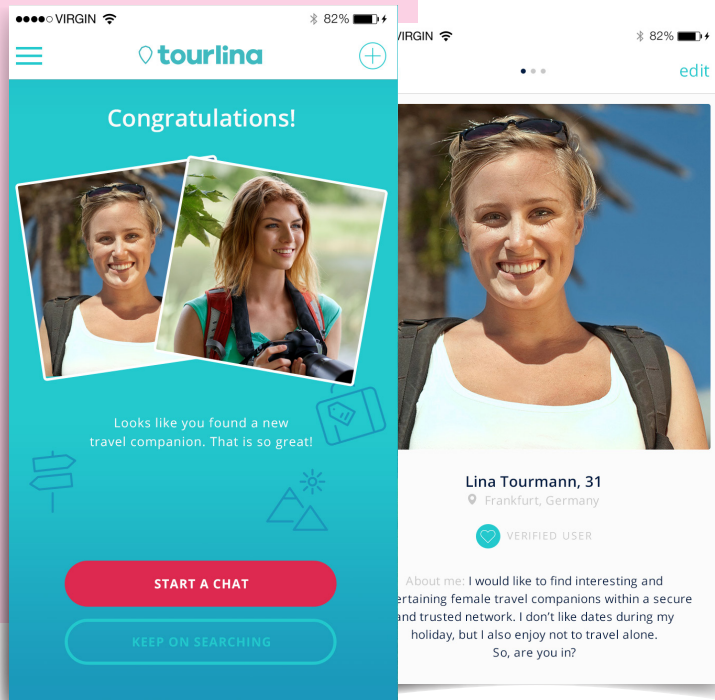 VIRGIN
82%
tourlina
Congratulations!
Looks like you found a new
travel companion. That is so great!
START A CHAT
KEEP ON SEARCHING
VIRGIN
82%
edit
Lina Tourmann, 31
Frankfurt, Germany
VERIFIED USER
About me: I would like to find interesting and
ertaining female travel companions within a secure
and trusted network. I don't like dates during my
holiday, but I also enjoy not to travel alone.
So, are you in?